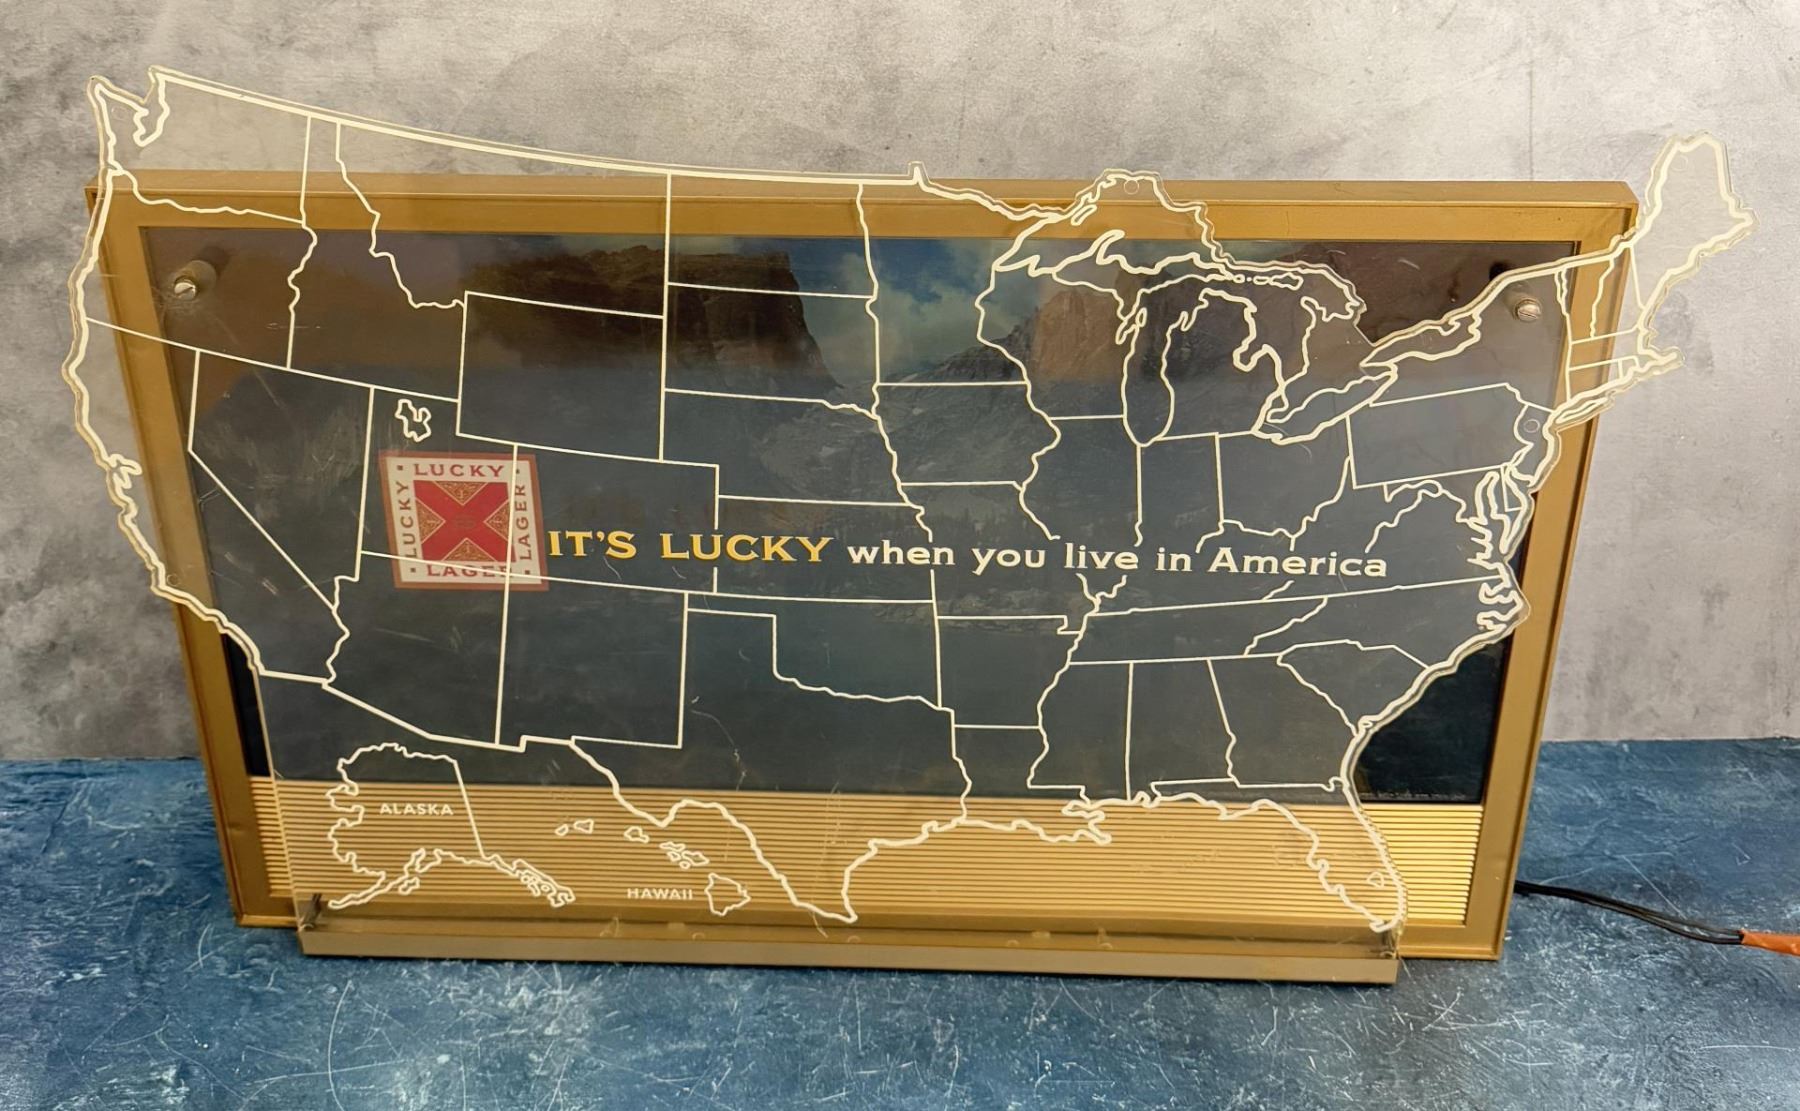 LUCKY
LUCKY
LAGER
LAGER
IT'S LUCKY when you live in America
ALASKA
HAWAII